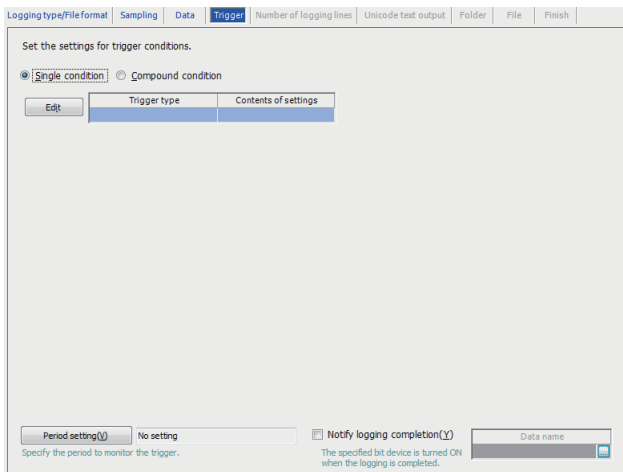 Logging type/File format Sampling Data Trigger Number of logging lines Unicode text output Folder File Finish
Set the settings for trigger conditions.
Single condition Compound condition
Edit Trigger type Contents of settings
Period setting(V) No setting Notify logging completion(Y) Data name
Specify the period to monitor the trigger. The specified bit device is turned ON
when the logging is completed. ...